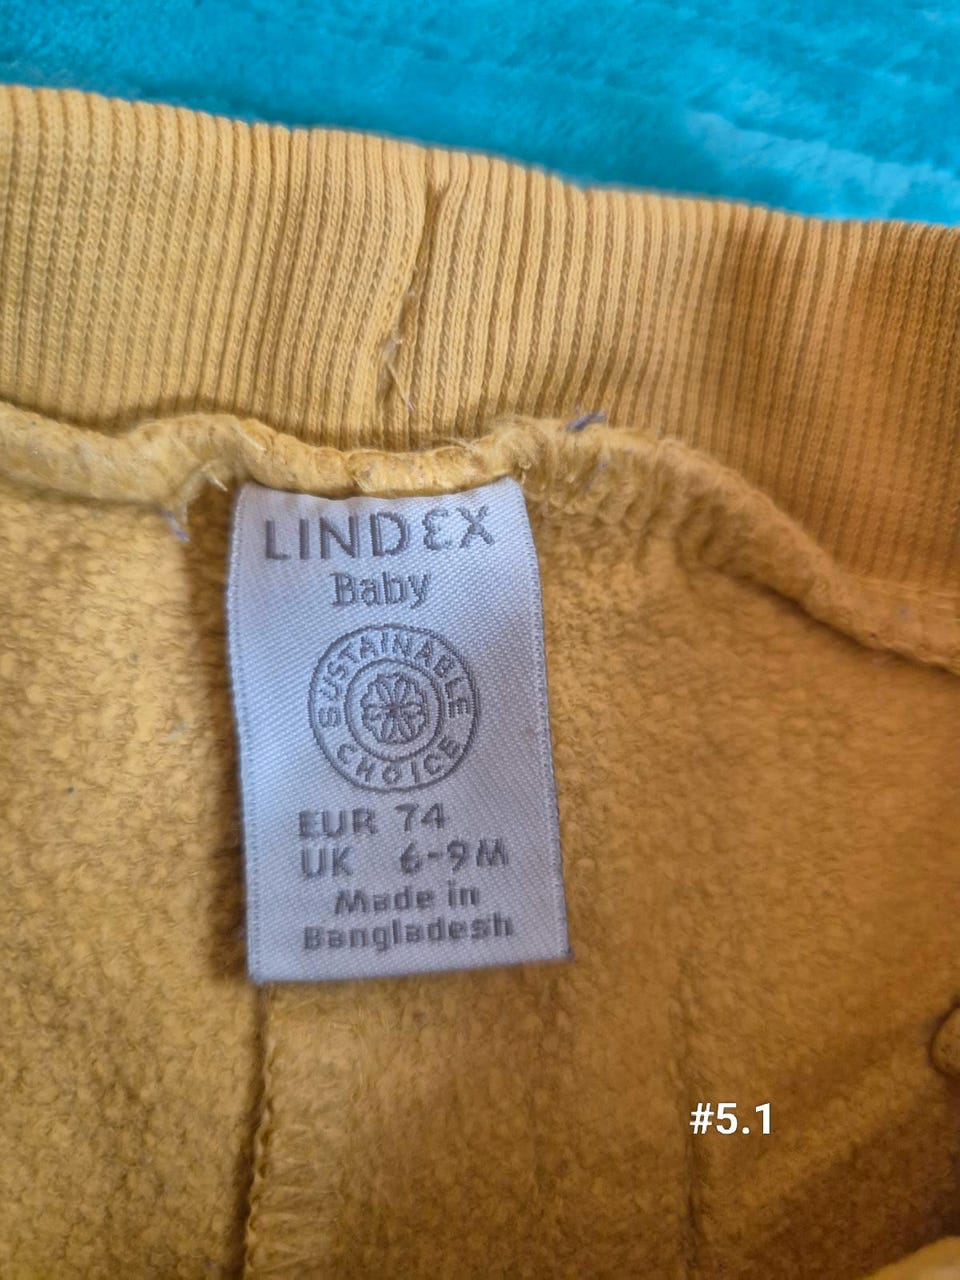 LINDEX
Baby
SUSTAINABLE
CHOICE
EUR 74
UK 6-9M
Made in
Bangladesh
#5.1